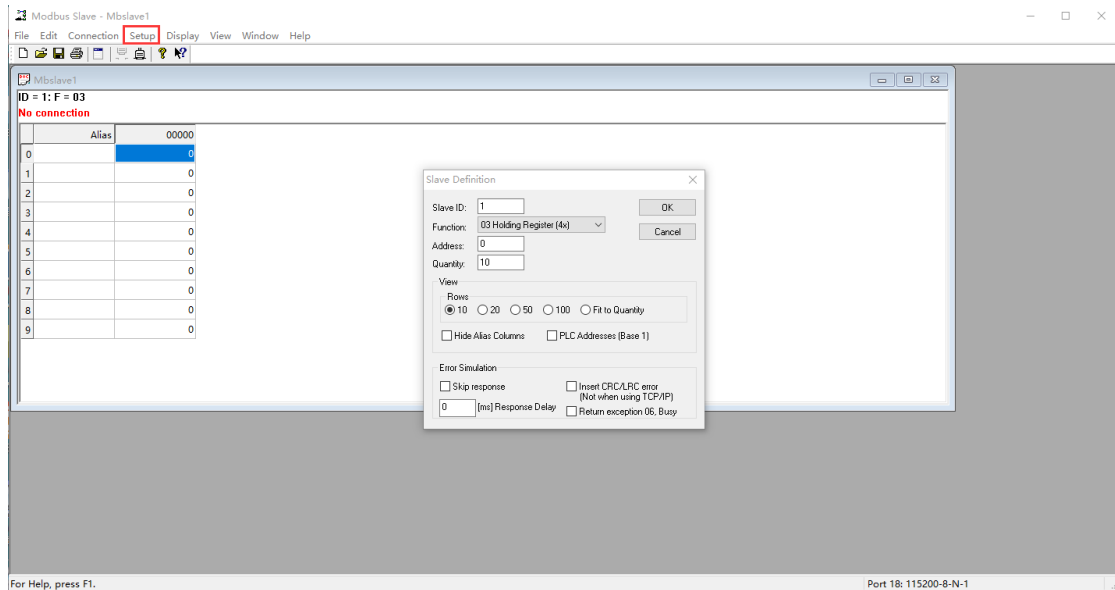 Modbus Slave - Mbslave1
File Edit Connection Setup Display View Window Help
Mbslave1
ID = 1: F = 03
No connection
Alias 00000
0 0
1 0
2 0
3 0
4 0
5 0
6 0
7 0
8 0
9 0
Slave Definition
Slave ID: 1 OK
Function: 03 Holding Register (4x) Cancel
Address: 0
Quantity: 10
View
Rows
10 20 50 100 Fit to Quantity
Hide Alias Columns PLC Addresses (Base 1)
Error Simulation
Skip response Insert CRC/LRC error
(Not when using TCP/IP)
0 [ms] Response Delay Return exception 06, Busy
For Help, press F1. Port 18: 115200-8-N-1